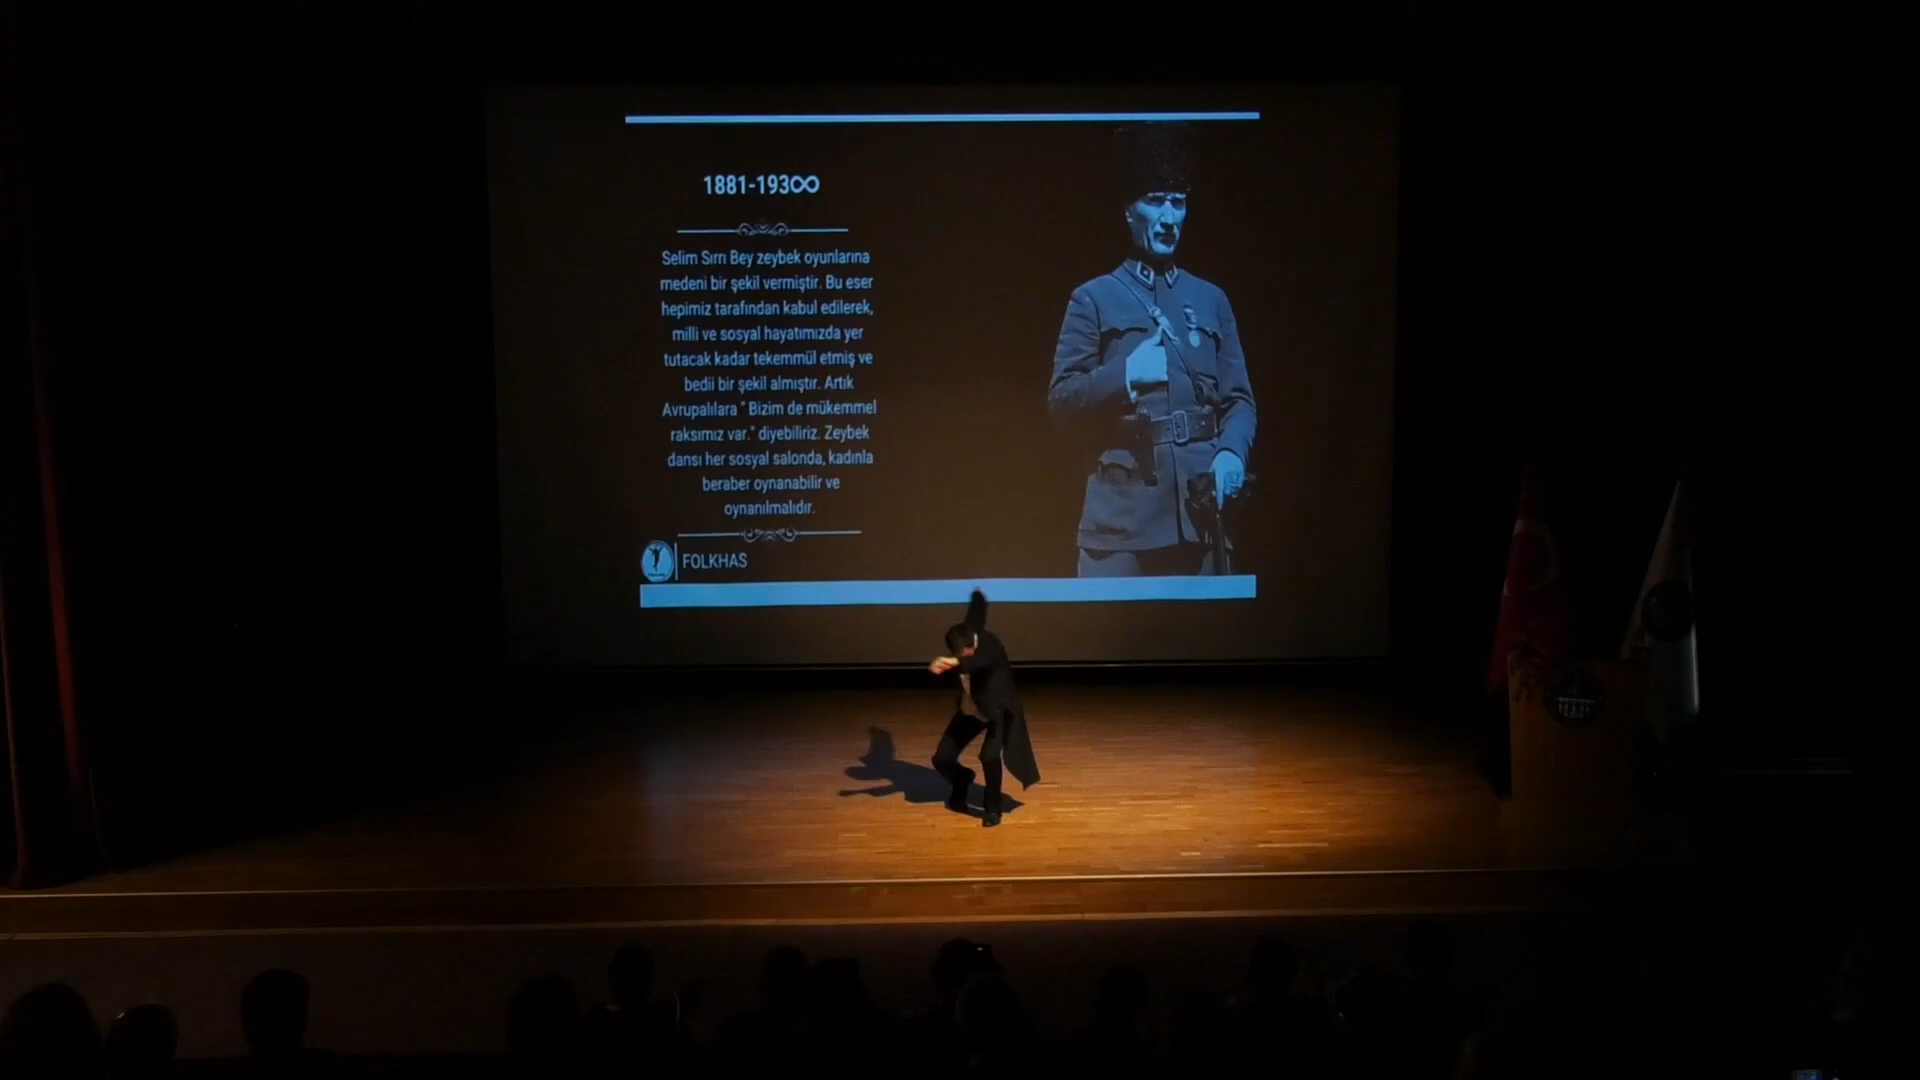 1881-193∞
Selim Sırrı Bey zeybek oyunlarına
medeni bir şekil vermiştir. Bu eser
hepimiz tarafından kabul edilerek,
milli ve sosyal hayatımızda yer
tutacak kadar tekemmül etmiş ve
bedii bir şekil almıştır. Artık
Avrupalılara " Bizim de mükemmel
raksımız var." diyebiliriz. Zeybek
dansı her sosyal salonda, kadınla
beraber oynanabilir ve
oynanılmalıdır.
FOLKHAS